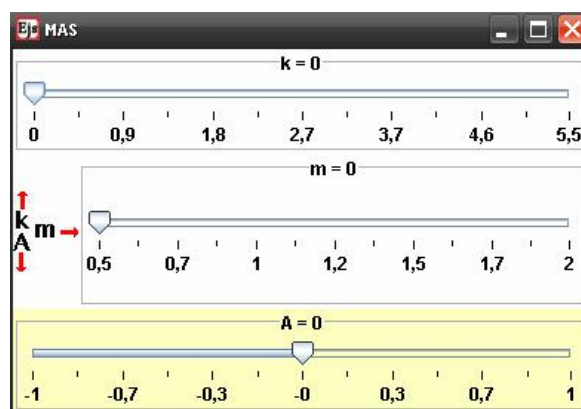 Ejs MAS
k = 0
0 0,9 1,8 2,7 3,7 4,6 5,5
m = 0
k
m
A
0,5 0,7 1 1,2 1,5 1,7 2
A = 0
-1 -0,7 -0,3 -0 0,3 0,7 1